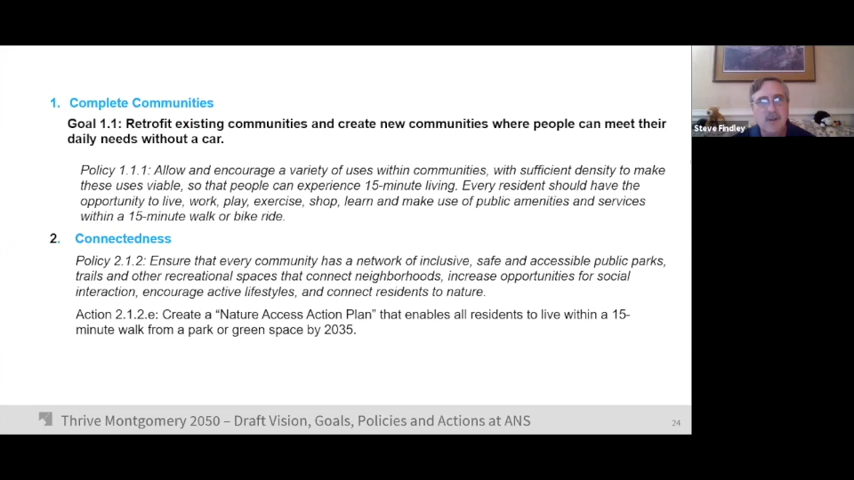 1. Complete Communities
Goal 1.1: Retrofit existing communities and create new communities where people can meet their
daily needs without a car.
Policy 1.1.1: Allow and encourage a variety of uses within communities, with sufficient density to make
these uses viable, so that people can experience 15-minute living. Every resident should have the
opportunity to live, work, play, exercise, shop, learn and make use of public amenities and services
within a 15-minute walk or bike ride.
2. Connectedness
Policy 2.1.2: Ensure that every community has a network of inclusive, safe and accessible public parks,
trails and other recreational spaces that connect neighborhoods, increase opportunities for social
interaction, encourage active lifestyles, and connect residents to nature.
Action 2.1.2.e: Create a “Nature Access Action Plan” that enables all residents to live within a 15-
minute walk from a park or green space by 2035.
Thrive Montgomery 2050 – Draft Vision, Goals, Policies and Actions at ANS
24
Steve Findley